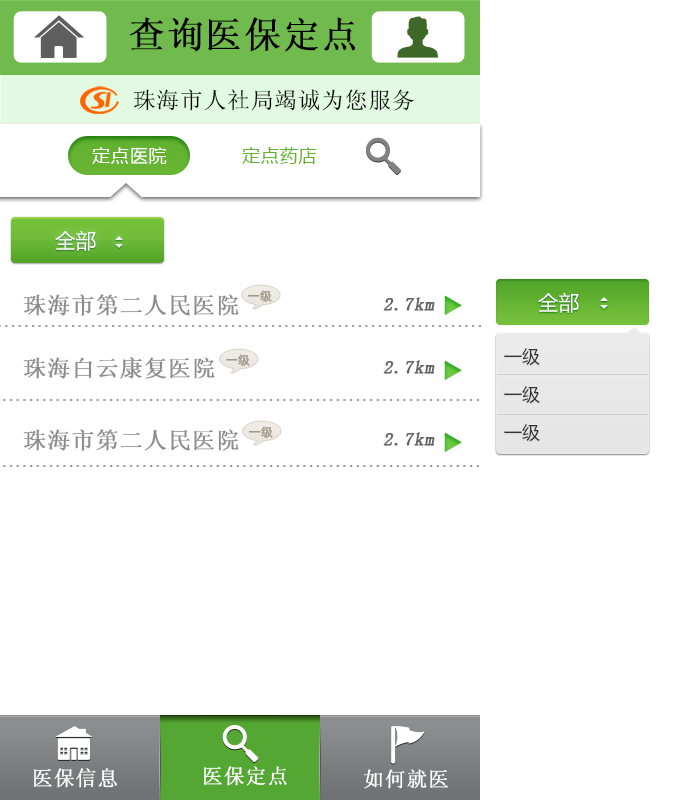 查询医保定点
CSI 珠海市人社局竭诚为您服务
定点医院 定点药店
全部
珠海市第二人民医院 一级 2.7km
珠海白云康复医院 一级 2.7km
珠海市第二人民医院 一级 2.7km
全部
一级
一级
一级
医保信息 医保定点 如何就医